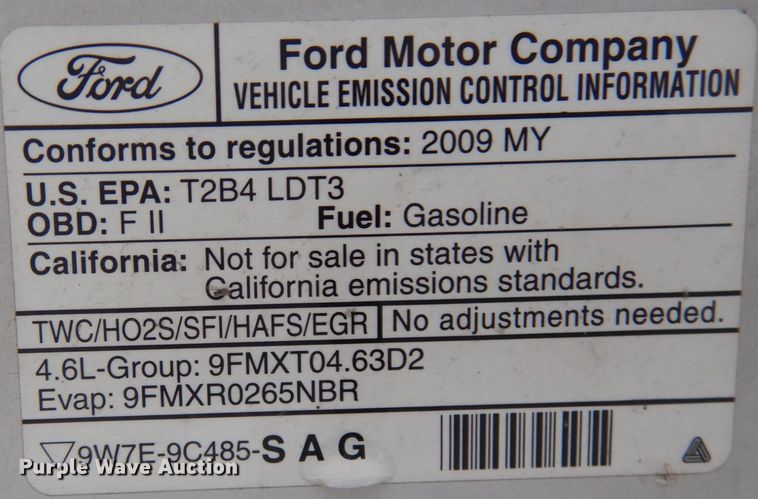 Ford
Ford Motor Company
VEHICLE EMISSION CONTROL INFORMATION
Conforms to regulations: 2009 MY
U.S. EPA: T2B4 LDT3
OBD: F II Fuel: Gasoline
California: Not for sale in states with
California emissions standards.
TWC/HO2S/SFI/HAFS/EGR No adjustments needed.
4.6L-Group: 9FMXT04.63D2
Evap: 9FMXR0265NBR
9W7E-9C485-SAG
Purple Wave Auction